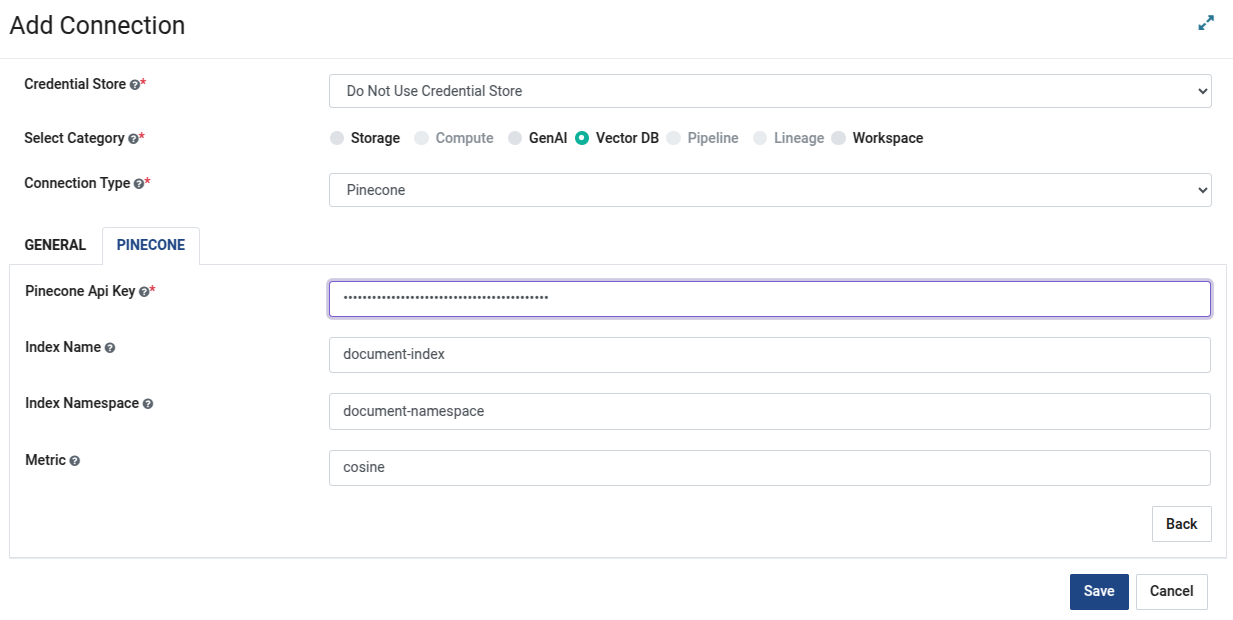 Add Connection
Credential Store *
Do Not Use Credential Store
Select Category *
Storage Compute GenAI Vector DB Pipeline Lineage Workspace
Connection Type *
Pinecone
GENERAL PINECONE
Pinecone Api Key *
••••••••••••••••••••••••••••••••••••••••••••
Index Name
document-index
Index Namespace
document-namespace
Metric
cosine
Back
Save Cancel